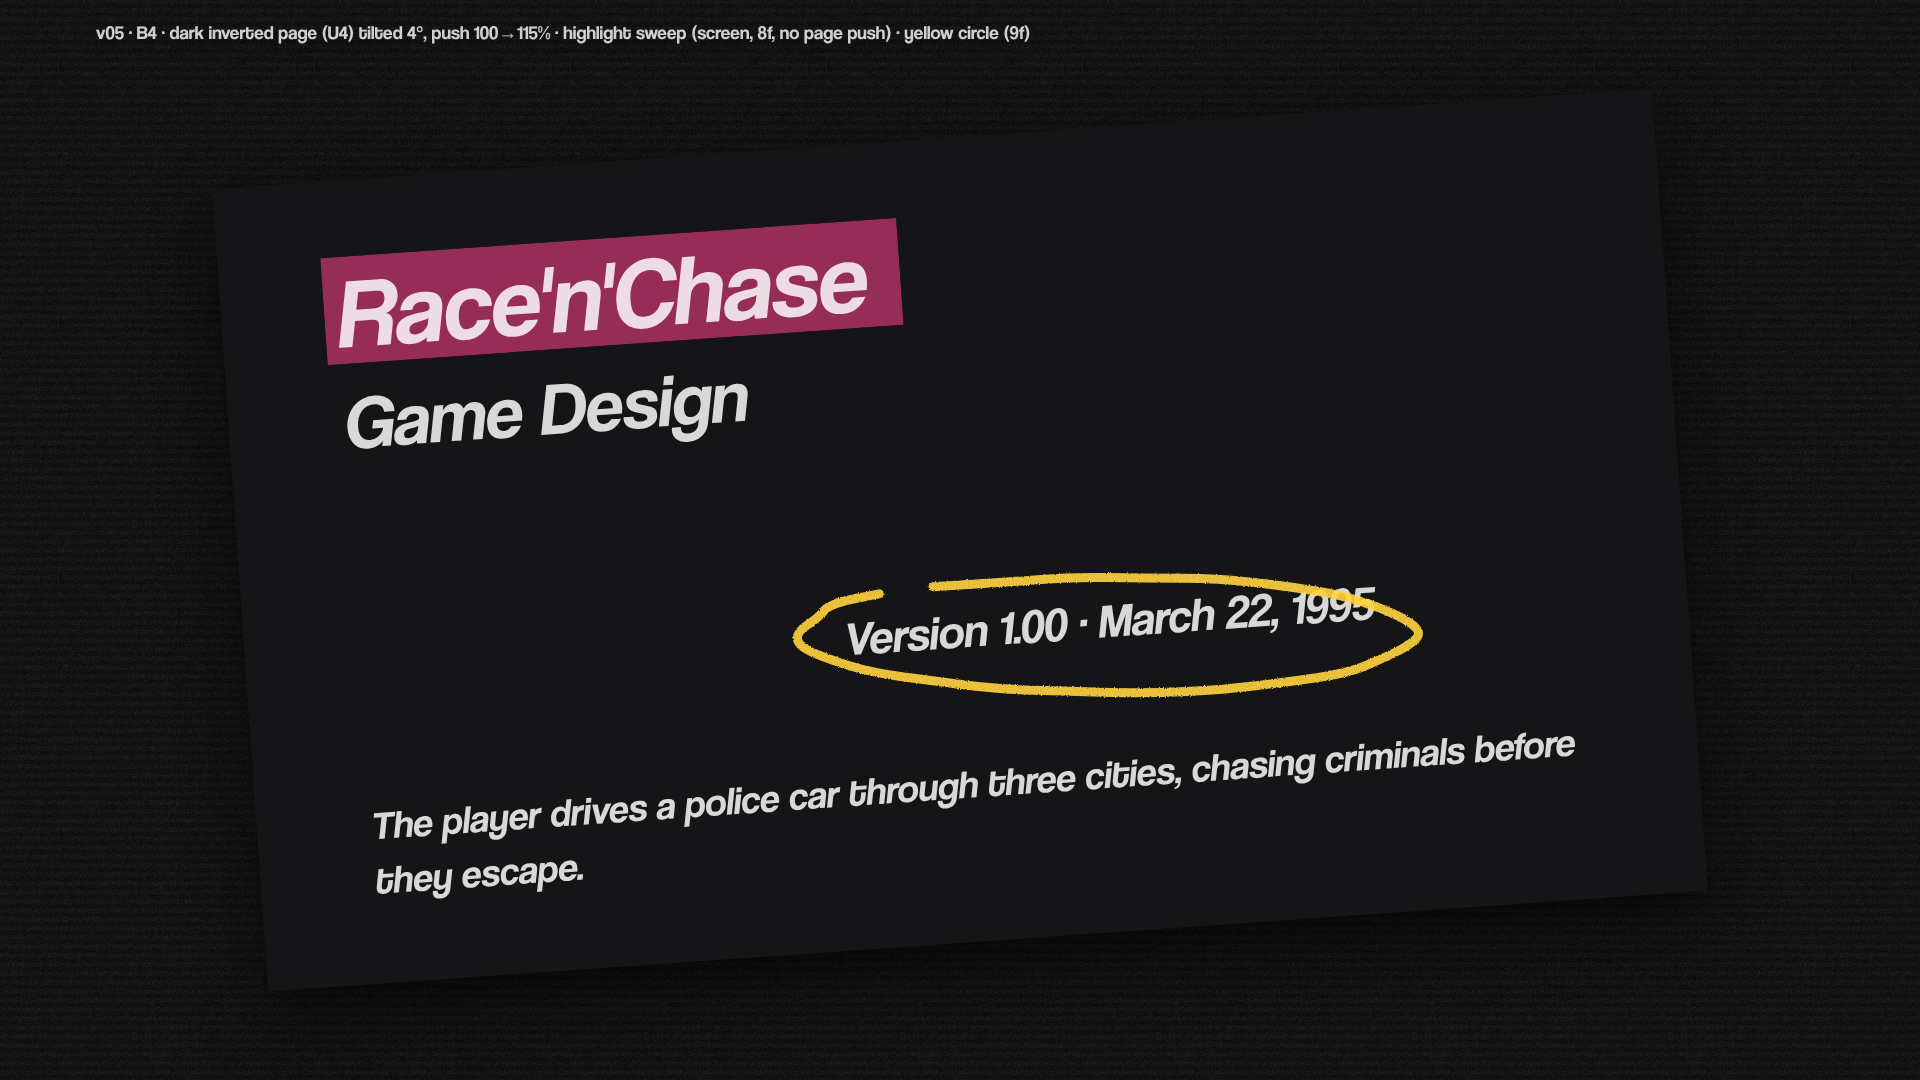 v05 · B4 · dark inverted page (U4) tilted 4°, push 100→115% · highlight sweep (screen, 8f, no page push) · yellow circle (9f)
Race'n'Chase
Game Design
Version 1.00 · March 22, 1995
The player drives a police car through three cities, chasing criminals before
they escape.